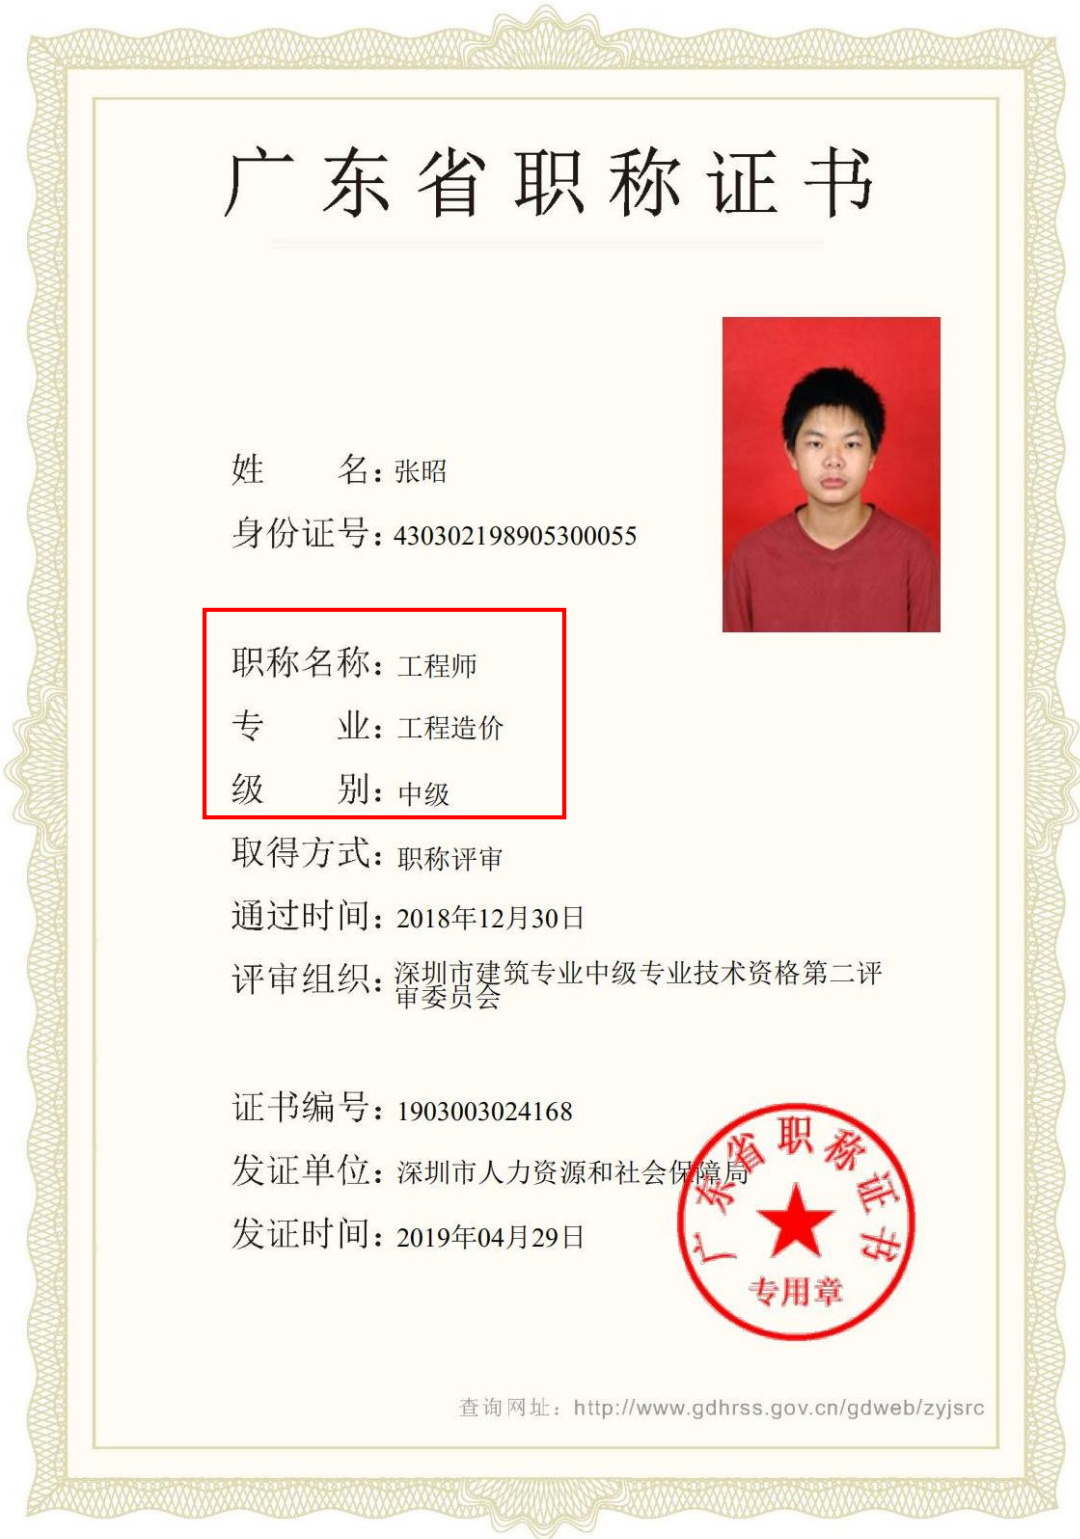 广东省职称证书
姓 名：张昭
身份证号：430302198905300055
职称名称：工程师
专 业：工程造价
级 别：中级
取得方式：职称评审
通过时间：2018年12月30日
评审组织：深圳市建筑专业中级专业技术资格第二评
审委员会
证书编号：1903003024168
发证单位：深圳市人力资源和社会保障局
发证时间：2019年04月29日
广东省职称证书
专用章
查询网址：http://www.gdhrss.gov.cn/gdweb/zyjsrc